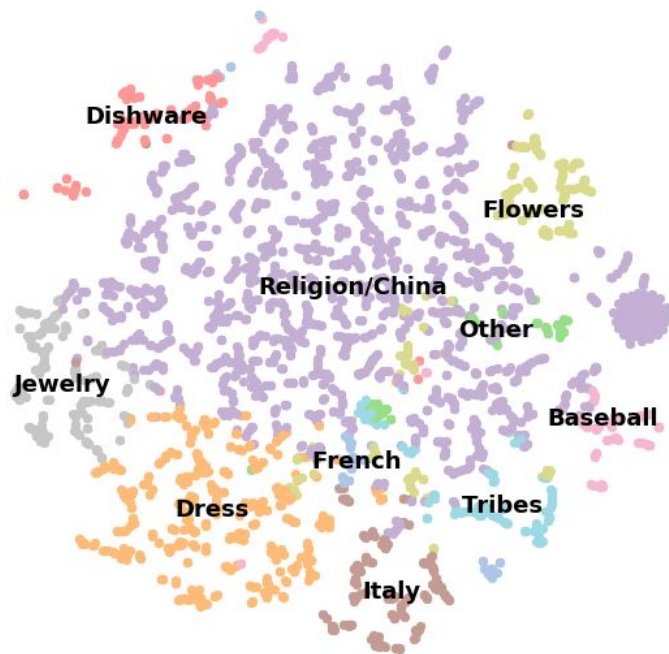 Dishware
Flowers
Religion/China
Other
Jewelry
Baseball
French
Dress
Tribes
Italy